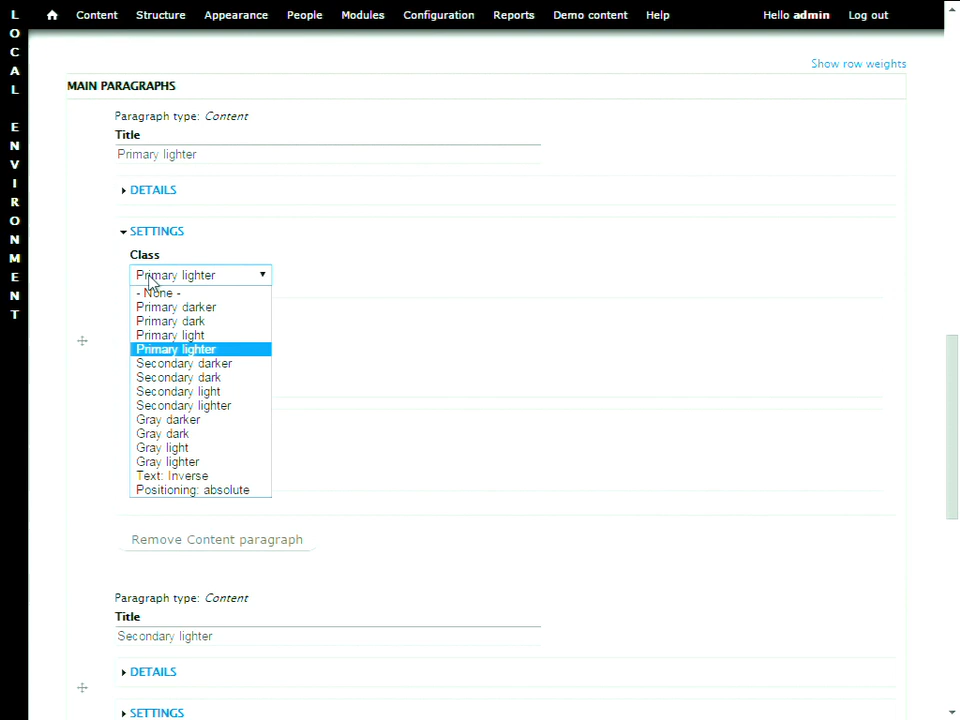 Content Structure Appearance People Modules Configuration Reports Demo content Help Hello admin Log out
LOCAL ENVIRONMENT
Show row weights
MAIN PARAGRAPHS
Paragraph type: Content
Title
Primary lighter
DETAILS
SETTINGS
Class
Primary lighter
- None -
Primary darker
Primary dark
Primary light
Primary lighter
Secondary darker
Secondary dark
Secondary light
Secondary lighter
Gray darker
Gray dark
Gray light
Gray lighter
Text: Inverse
Positioning: absolute
Remove Content paragraph
Paragraph type: Content
Title
Secondary lighter
DETAILS
SETTINGS